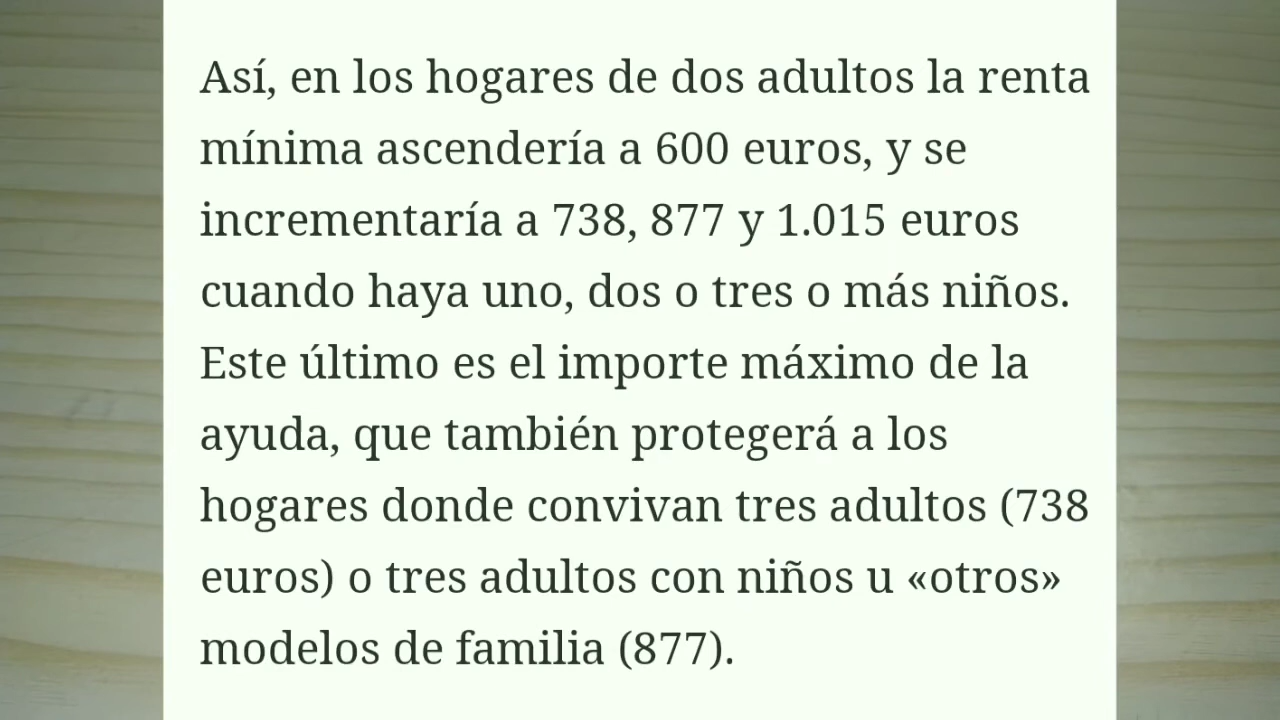 Así, en los hogares de dos adultos la renta
mínima ascendería a 600 euros, y se
incrementaría a 738, 877 y 1.015 euros
cuando haya uno, dos o tres o más niños.
Este último es el importe máximo de la
ayuda, que también protegerá a los
hogares donde convivan tres adultos (738
euros) o tres adultos con niños u «otros»
modelos de familia (877).